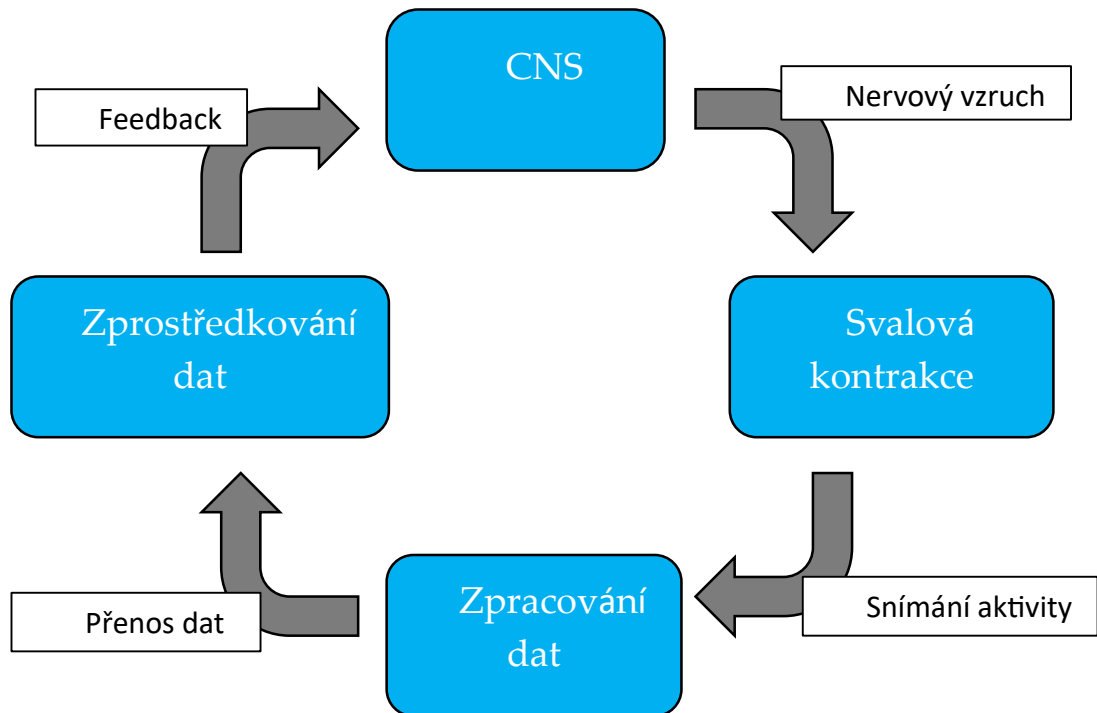 CNS
Feedback
Nervový vzruch
Zprostředkování
dat
Svalová
kontrakce
Zpracování
dat
Přenos dat
Snímání aktivity